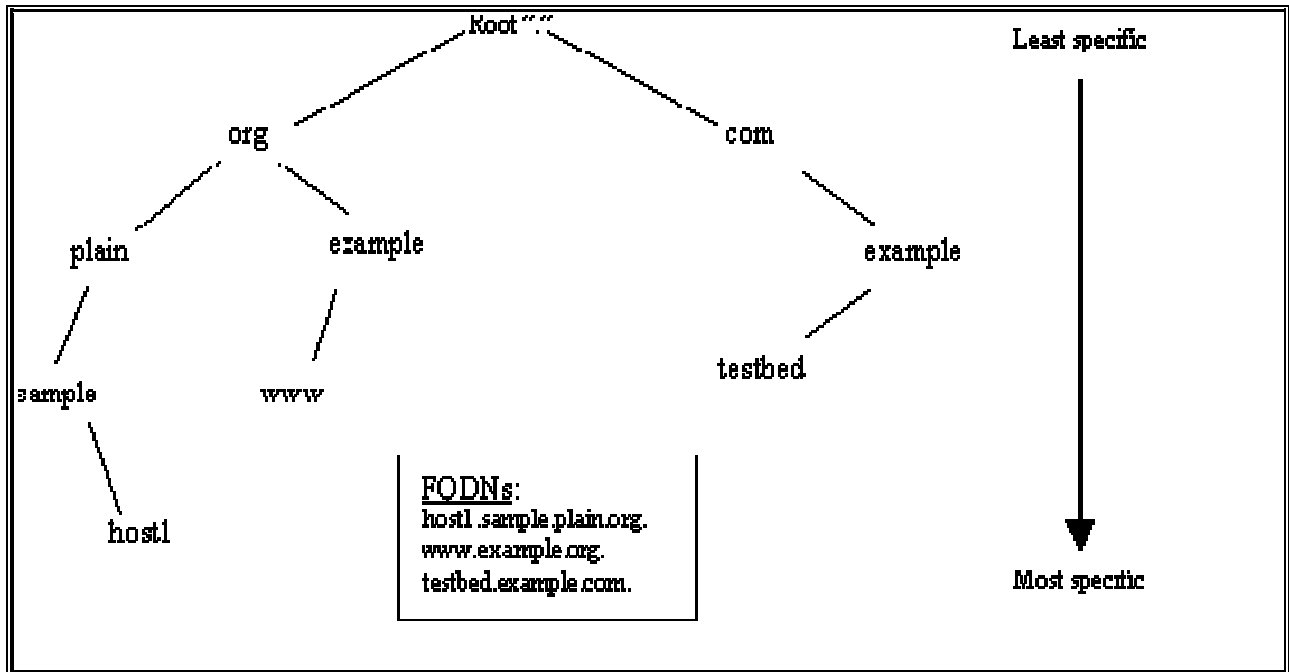 Root "."
Least specific
org
com
plain
example
example
testbed
sample
www
FQDNs:
host1.sample.plain.org.
www.example.org.
testbed.example.com.
host1
Most specific